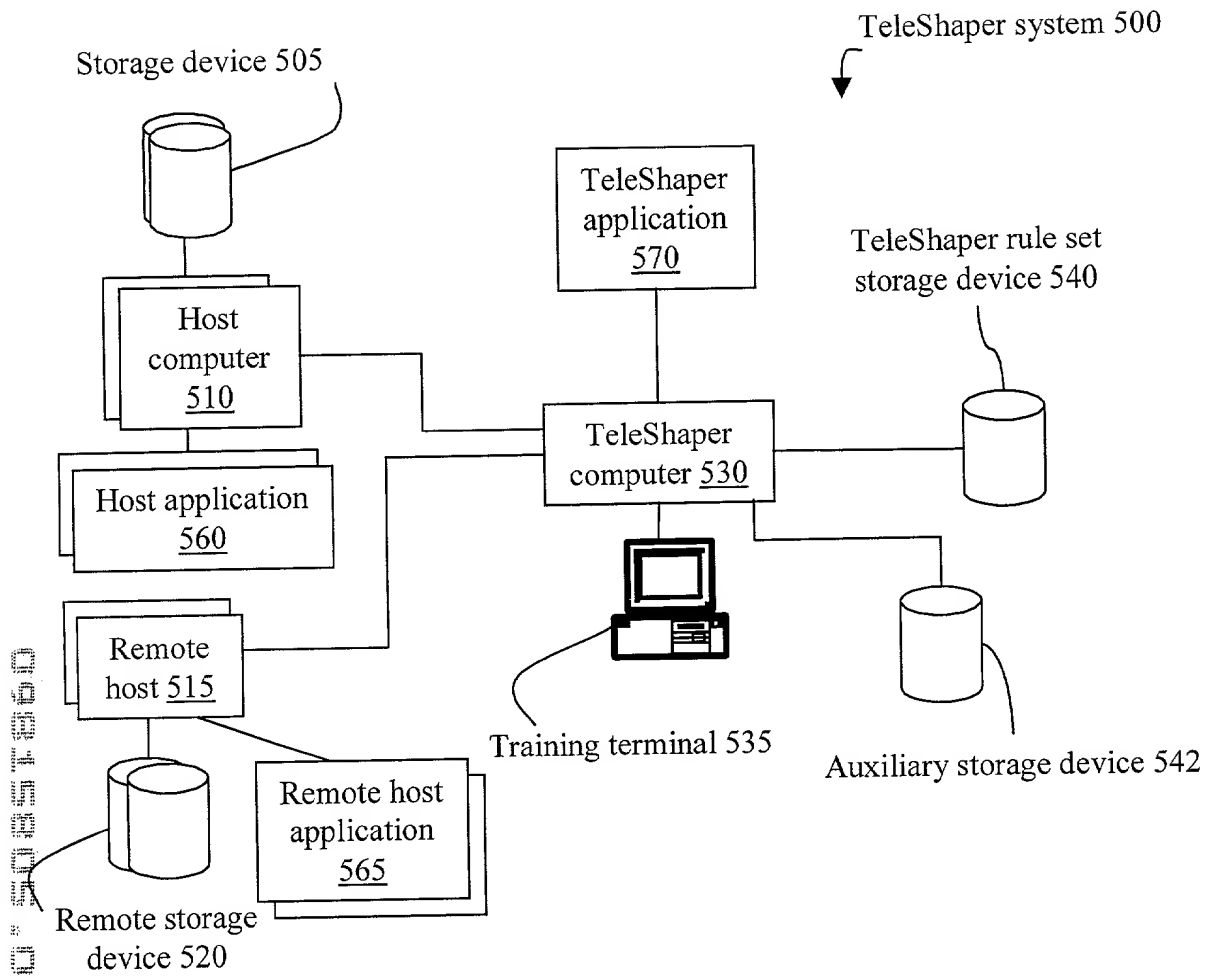 TeleShaper system 500
Storage device 505
TeleShaper
application
570
TeleShaper rule set
storage device 540
Host
computer
510
TeleShaper
computer 530
Host application
560
Remote
host 515
Training terminal 535
Auxiliary storage device 542
Remote host
application
565
Remote storage
device 520